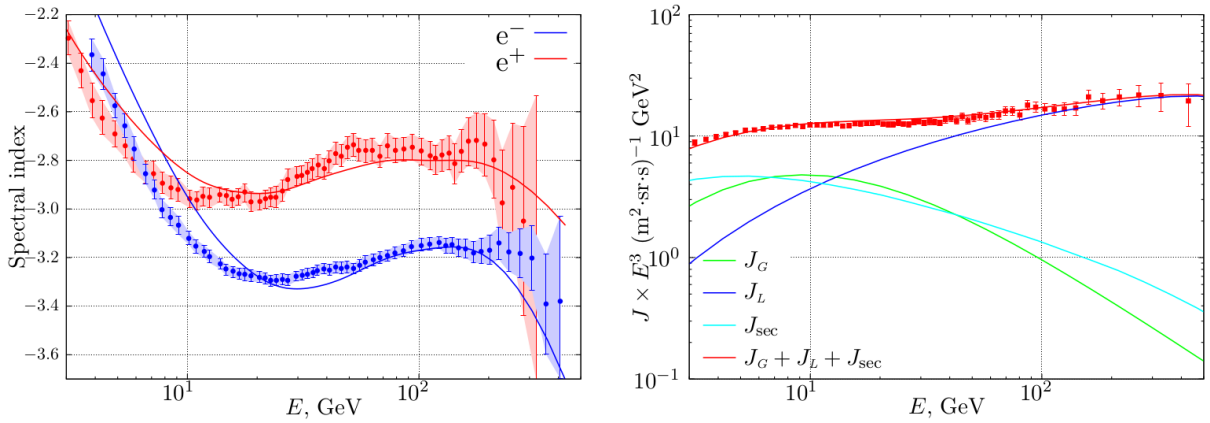 −2.2
−2.4
−2.6
−2.8
−3.0
−3.2
−3.4
−3.6
Spectral index
10¹
10²
E, GeV
e⁻
e⁺
10²
10¹
10⁰
10⁻¹
J × E³ (m²·sr·s)⁻¹ GeV²
10¹
10²
E, GeV
J_G
J_L
J_sec
J_G + J_L + J_sec